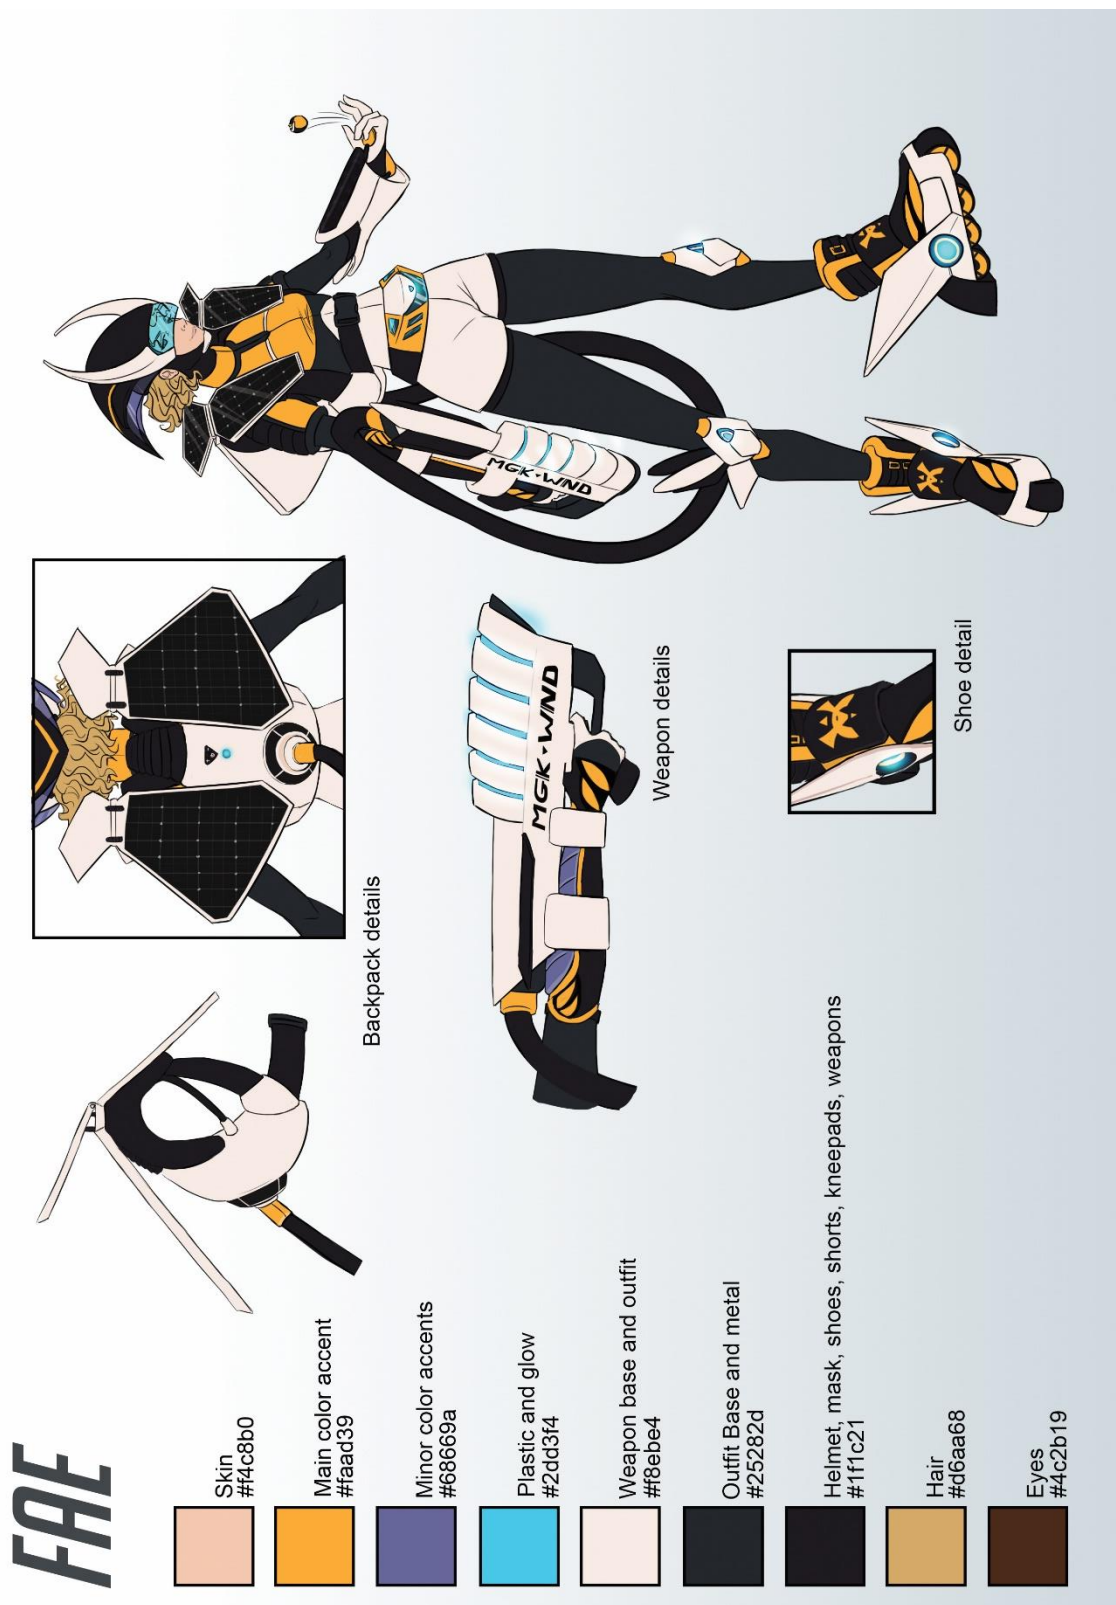 FAE
Skin
#f4c8b0
Main color accent
#faad39
Minor color accents
#68669a
Plastic and glow
#2dd3f4
Weapon base and outfit
#f8ebe4
Outfit Base and metal
#25282d
Helmet, mask, shoes, shorts, kneepads, weapons
#1f1c21
Hair
#d6aa68
Eyes
#4c2b19
Backpack details
MGK·WND
Weapon details
Shoe detail
MGK·WND